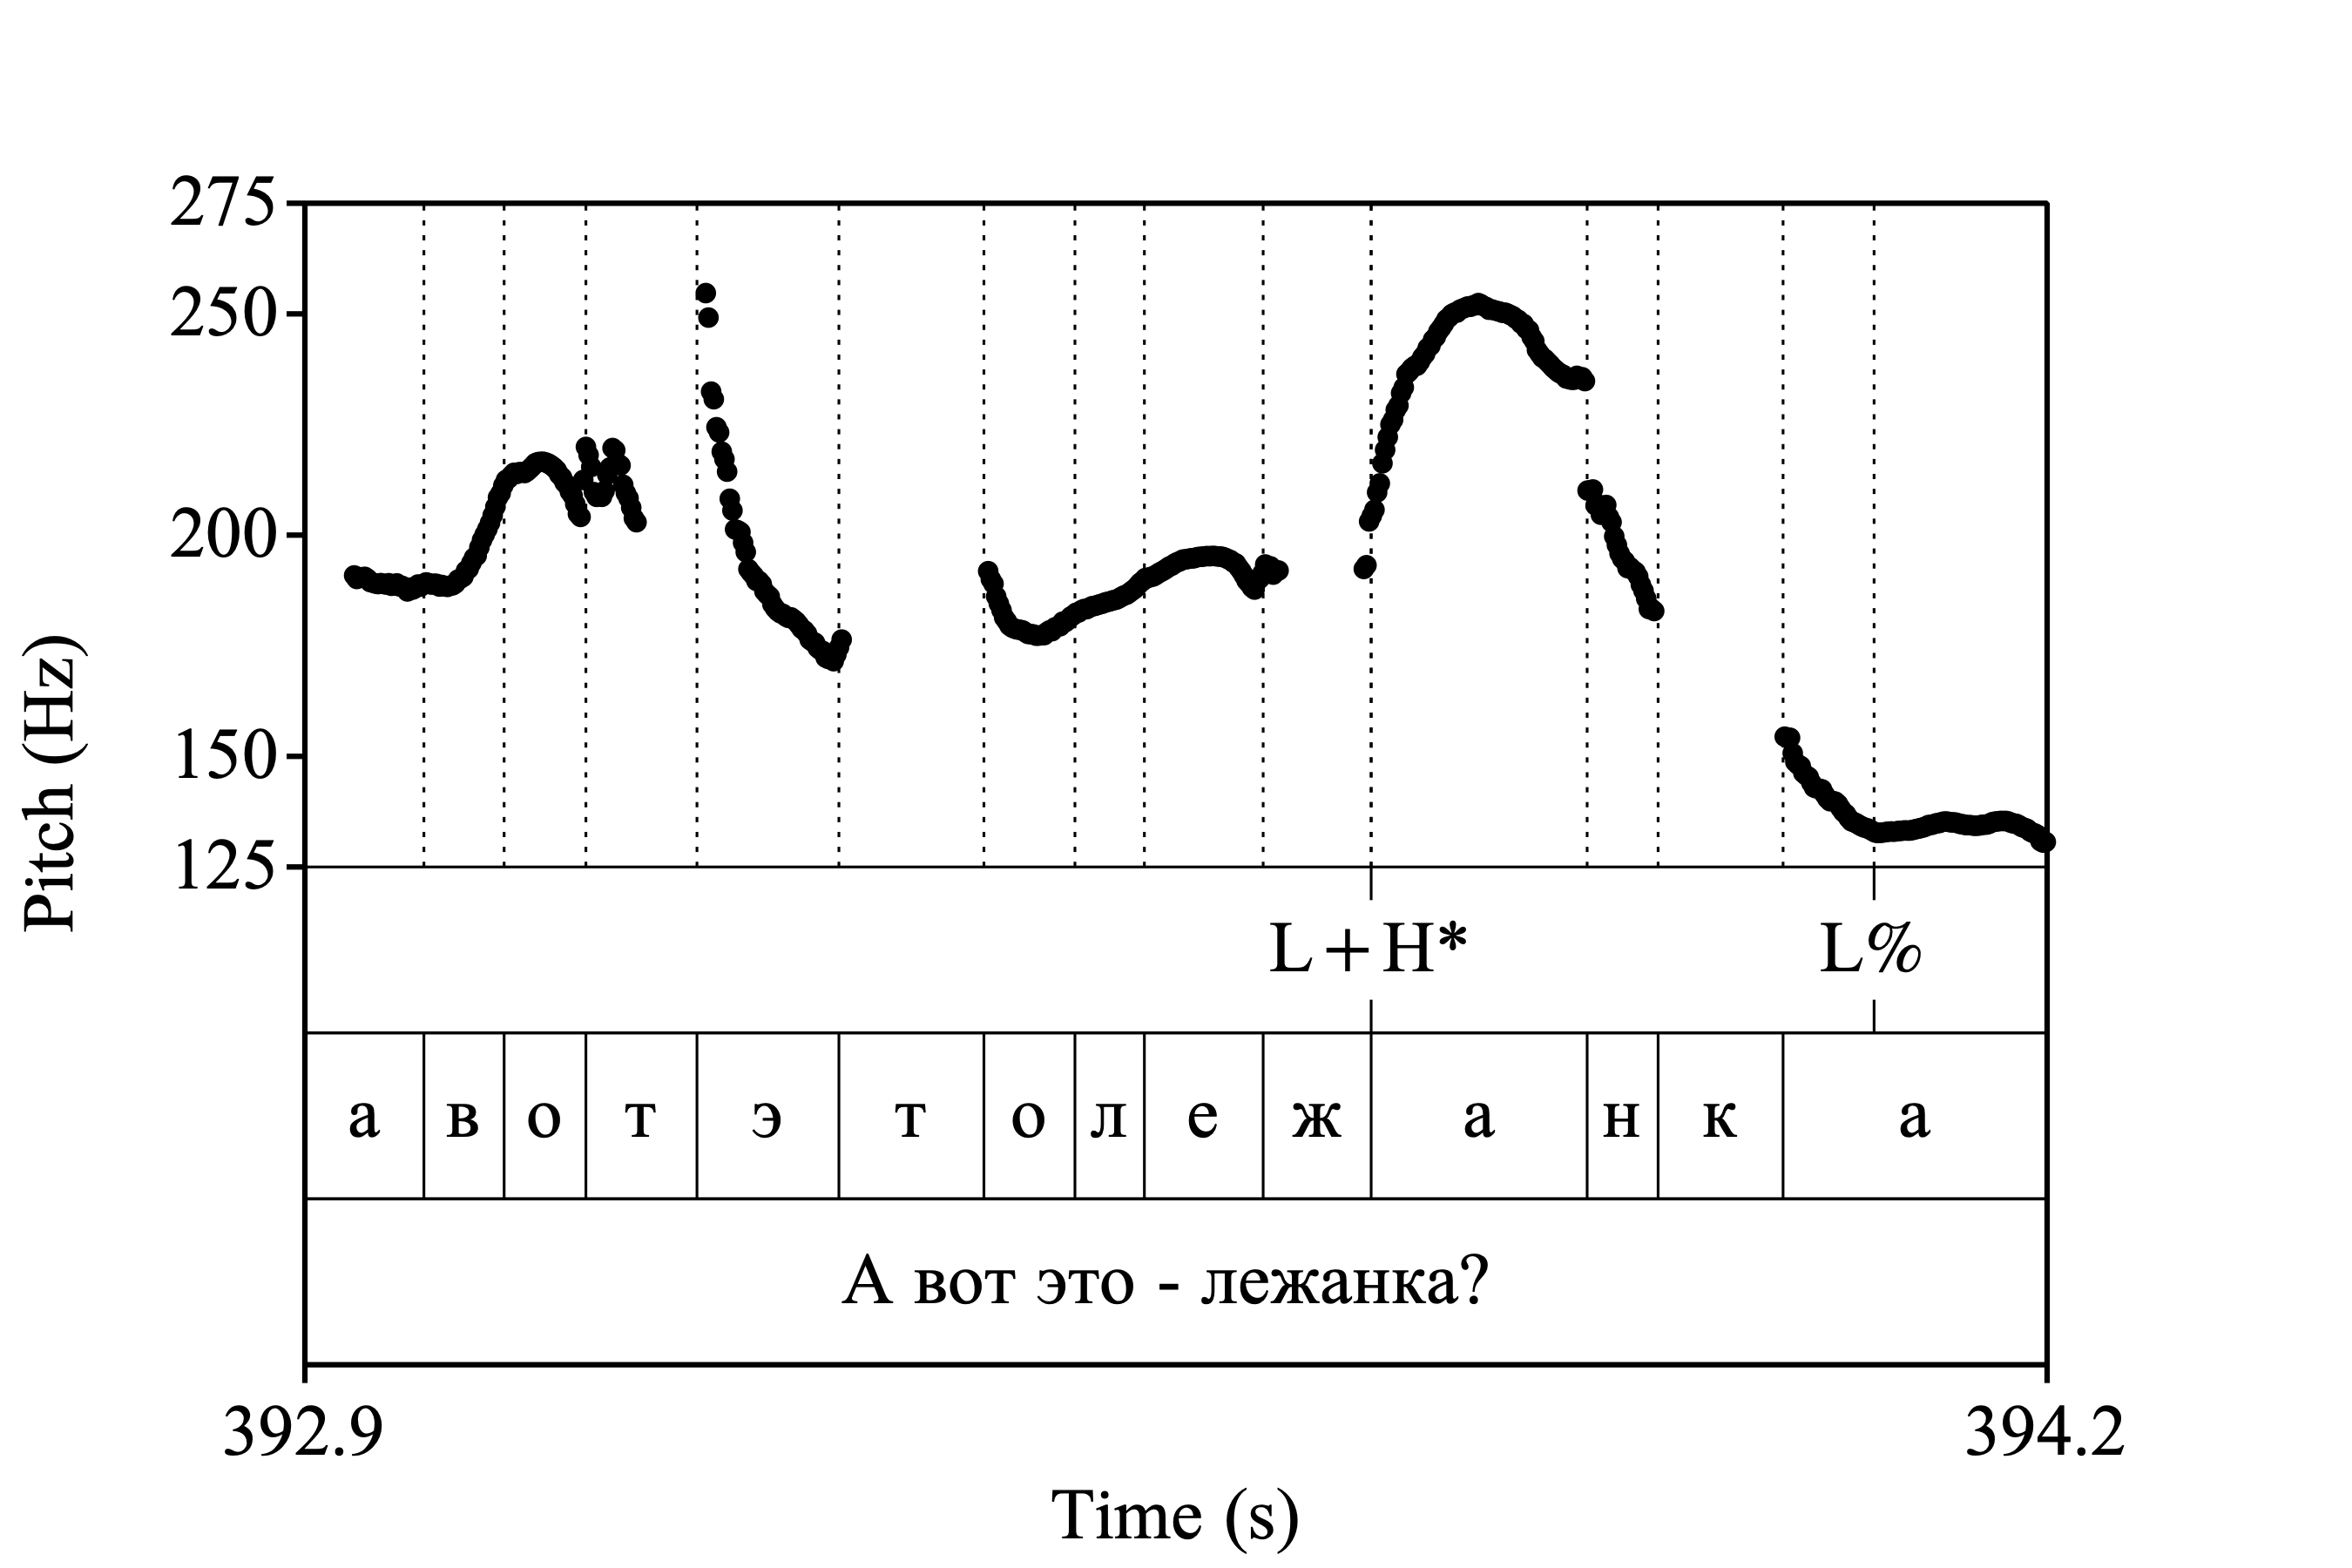 275
250
200
150
125
Pitch (Hz)
L+H* L%
а в о т э т о л е ж а н к а
А вот это - лежанка?
392.9 394.2
Time (s)